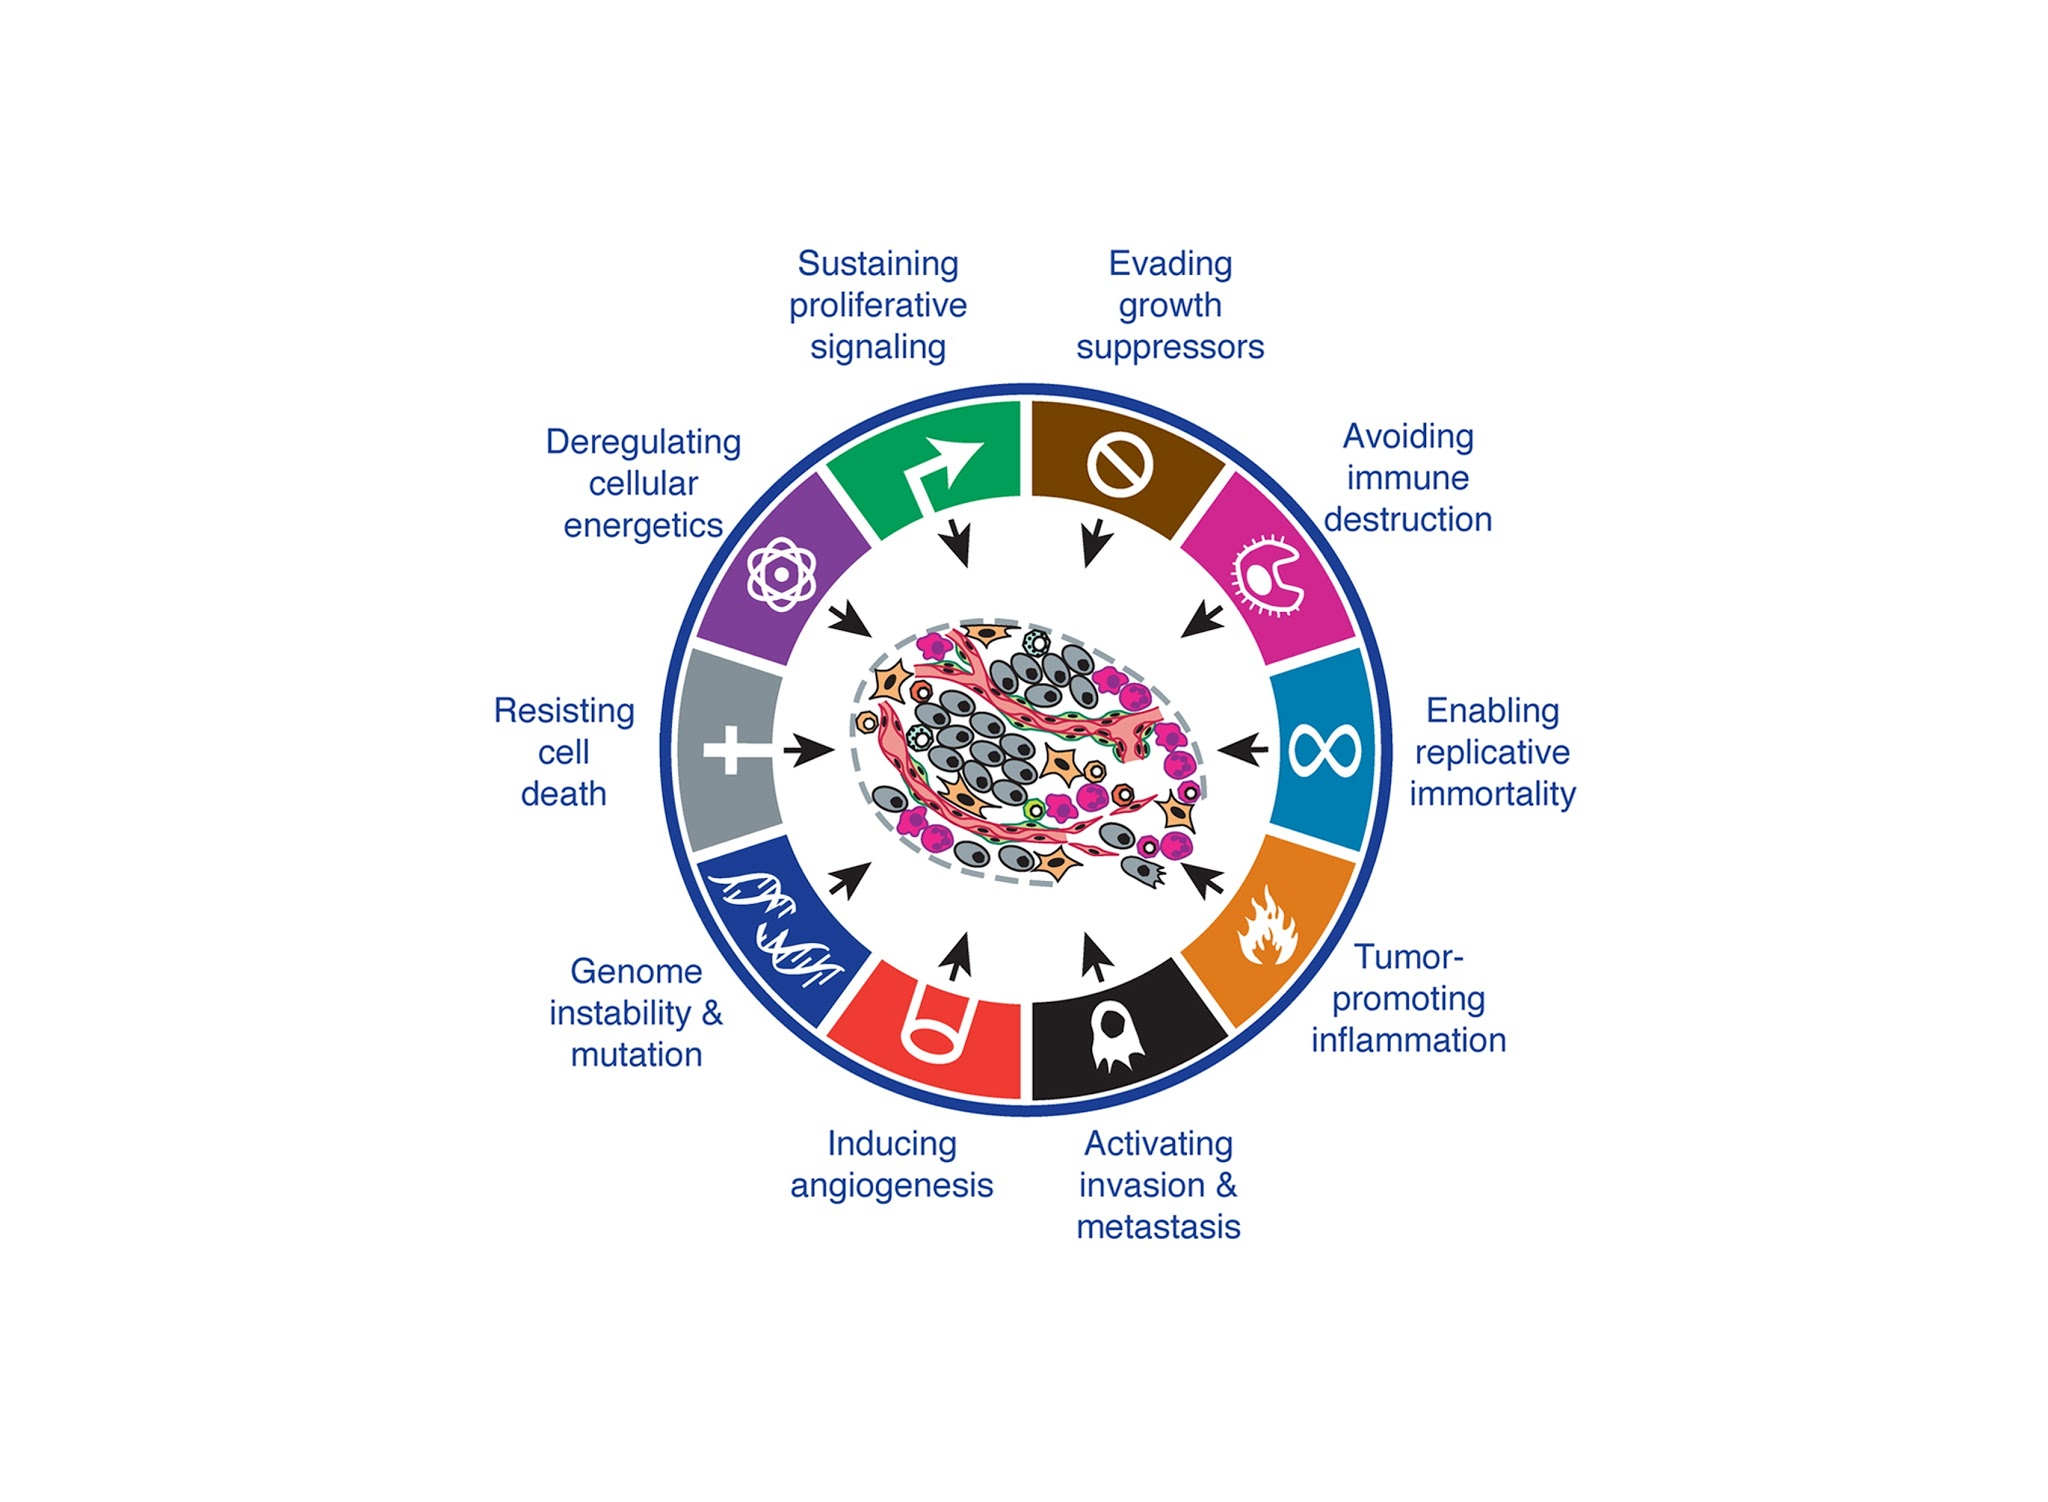 Sustaining
proliferative
signaling
Evading
growth
suppressors
Avoiding
immune
destruction
Enabling
replicative
immortality
Tumor-
promoting
inflammation
Activating
invasion &
metastasis
Inducing
angiogenesis
Genome
instability &
mutation
Resisting
cell
death
Deregulating
cellular
energetics